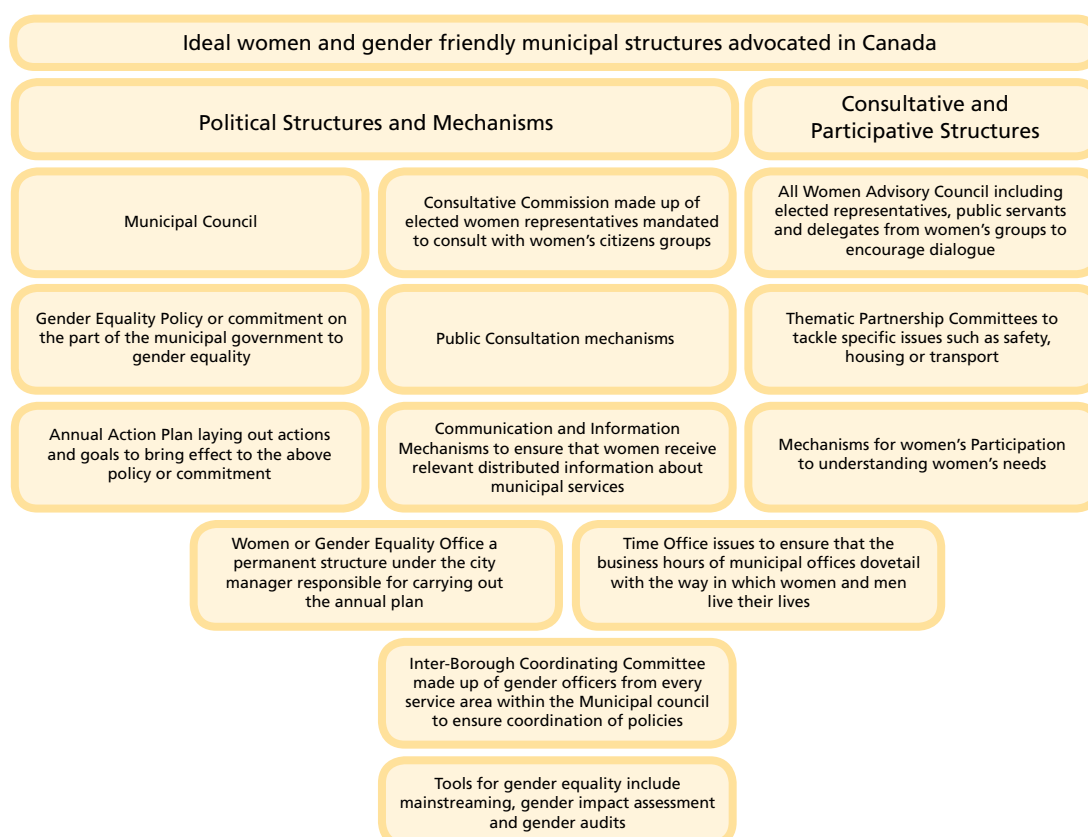 Ideal women and gender friendly municipal structures advocated in Canada
Political Structures and Mechanisms
Consultative and
Participative Structures
Municipal Council
Consultative Commission made up of
elected women representatives mandated
to consult with women's citizens groups
All Women Advisory Council including
elected representatives, public servants
and delegates from women's groups to
encourage dialogue
Gender Equality Policy or commitment on
the part of the municipal government to
gender equality
Public Consultation mechanisms
Thematic Partnership Committees to
tackle specific issues such as safety,
housing or transport
Annual Action Plan laying out actions
and goals to bring effect to the above
policy or commitment
Communication and Information
Mechanisms to ensure that women receive
relevant distributed information about
municipal services
Mechanisms for women's Participation
to understanding women's needs
Women or Gender Equality Office a
permanent structure under the city
manager responsible for carrying out
the annual plan
Time Office issues to ensure that the
business hours of municipal offices dovetail
with the way in which women and men
live their lives
Inter-Borough Coordinating Committee
made up of gender officers from every
service area within the Municipal council
to ensure coordination of policies
Tools for gender equality include
mainstreaming, gender impact assessment
and gender audits